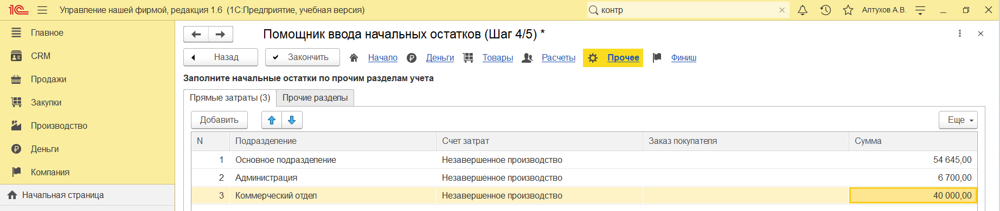 1С Управление нашей фирмой, редакция 1.6 (1С:Предприятие, учебная версия) контр Алтухов А.В.
Главное
CRM
Продажи
Закупки
Производство
Деньги
Компания
Начальная страница
Помощник ввода начальных остатков (Шаг 4/5) *
Назад Закончить Начало Деньги Товары Расчеты Прочее Финиш
Заполните начальные остатки по прочим разделам учета
Прямые затраты (3) Прочие разделы
Добавить Еще
N Подразделение Счет затрат Заказ покупателя Сумма
1 Основное подразделение Незавершенное производство 54 645,00
2 Администрация Незавершенное производство 6 700,00
3 Коммерческий отдел Незавершенное производство 40 000,00